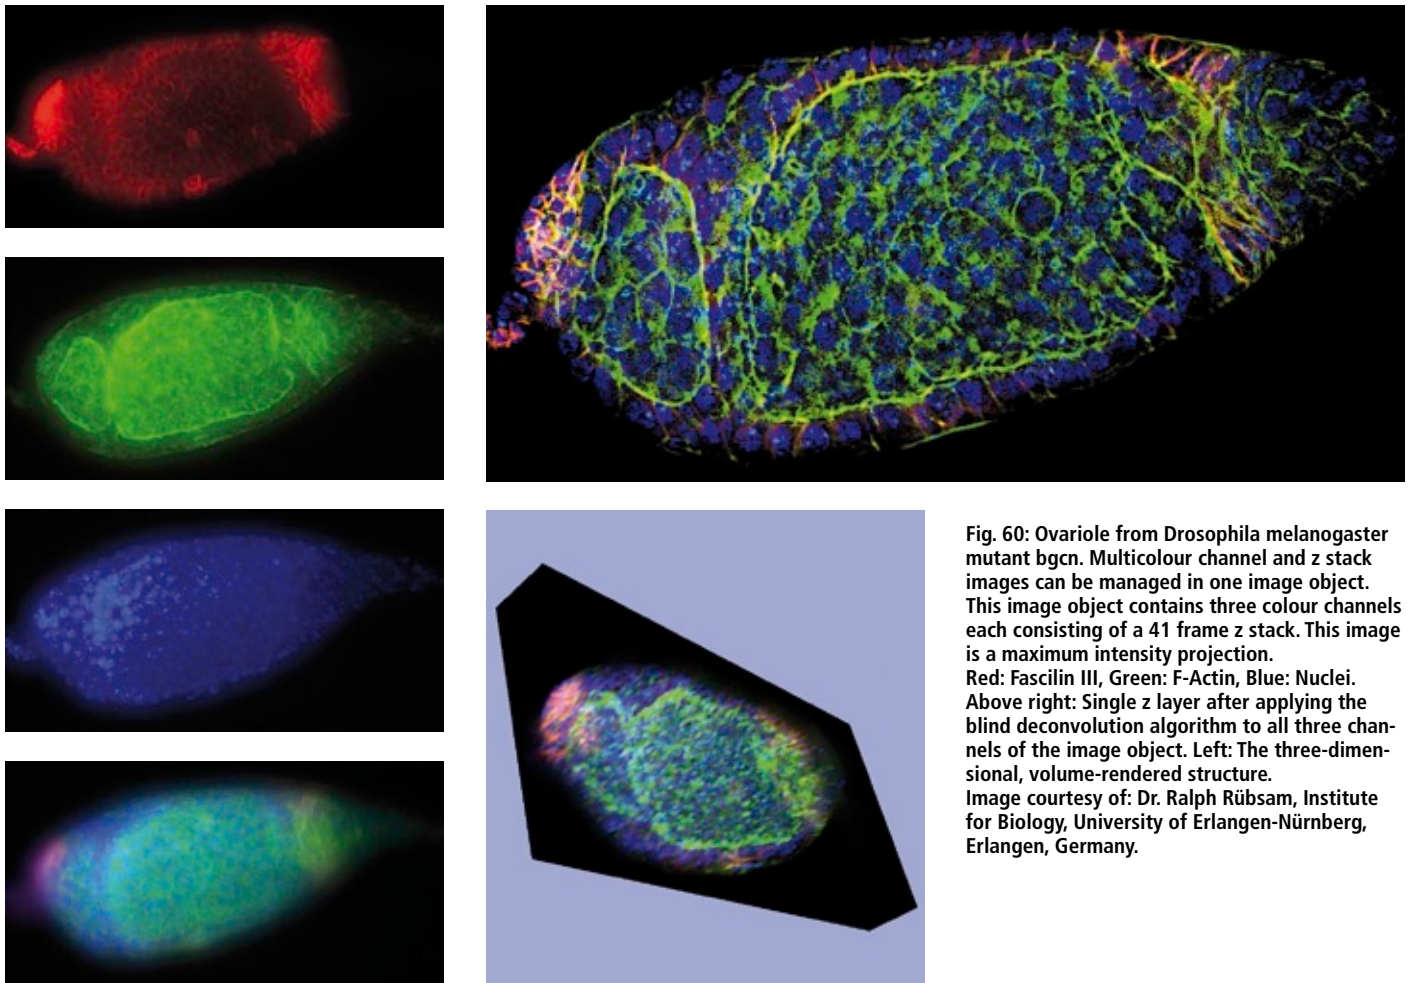 Fig. 60: Ovariole from Drosophila melanogaster
mutant bgcn. Multicolour channel and z stack
images can be managed in one image object.
This image object contains three colour channels
each consisting of a 41 frame z stack. This image
is a maximum intensity projection.
Red: Fascilin III, Green: F-Actin, Blue: Nuclei.
Above right: Single z layer after applying the
blind deconvolution algorithm to all three chan-
nels of the image object. Left: The three-dimen-
sional, volume-rendered structure.
Image courtesy of: Dr. Ralph Rübsam, Institute
for Biology, University of Erlangen-Nürnberg,
Erlangen, Germany.